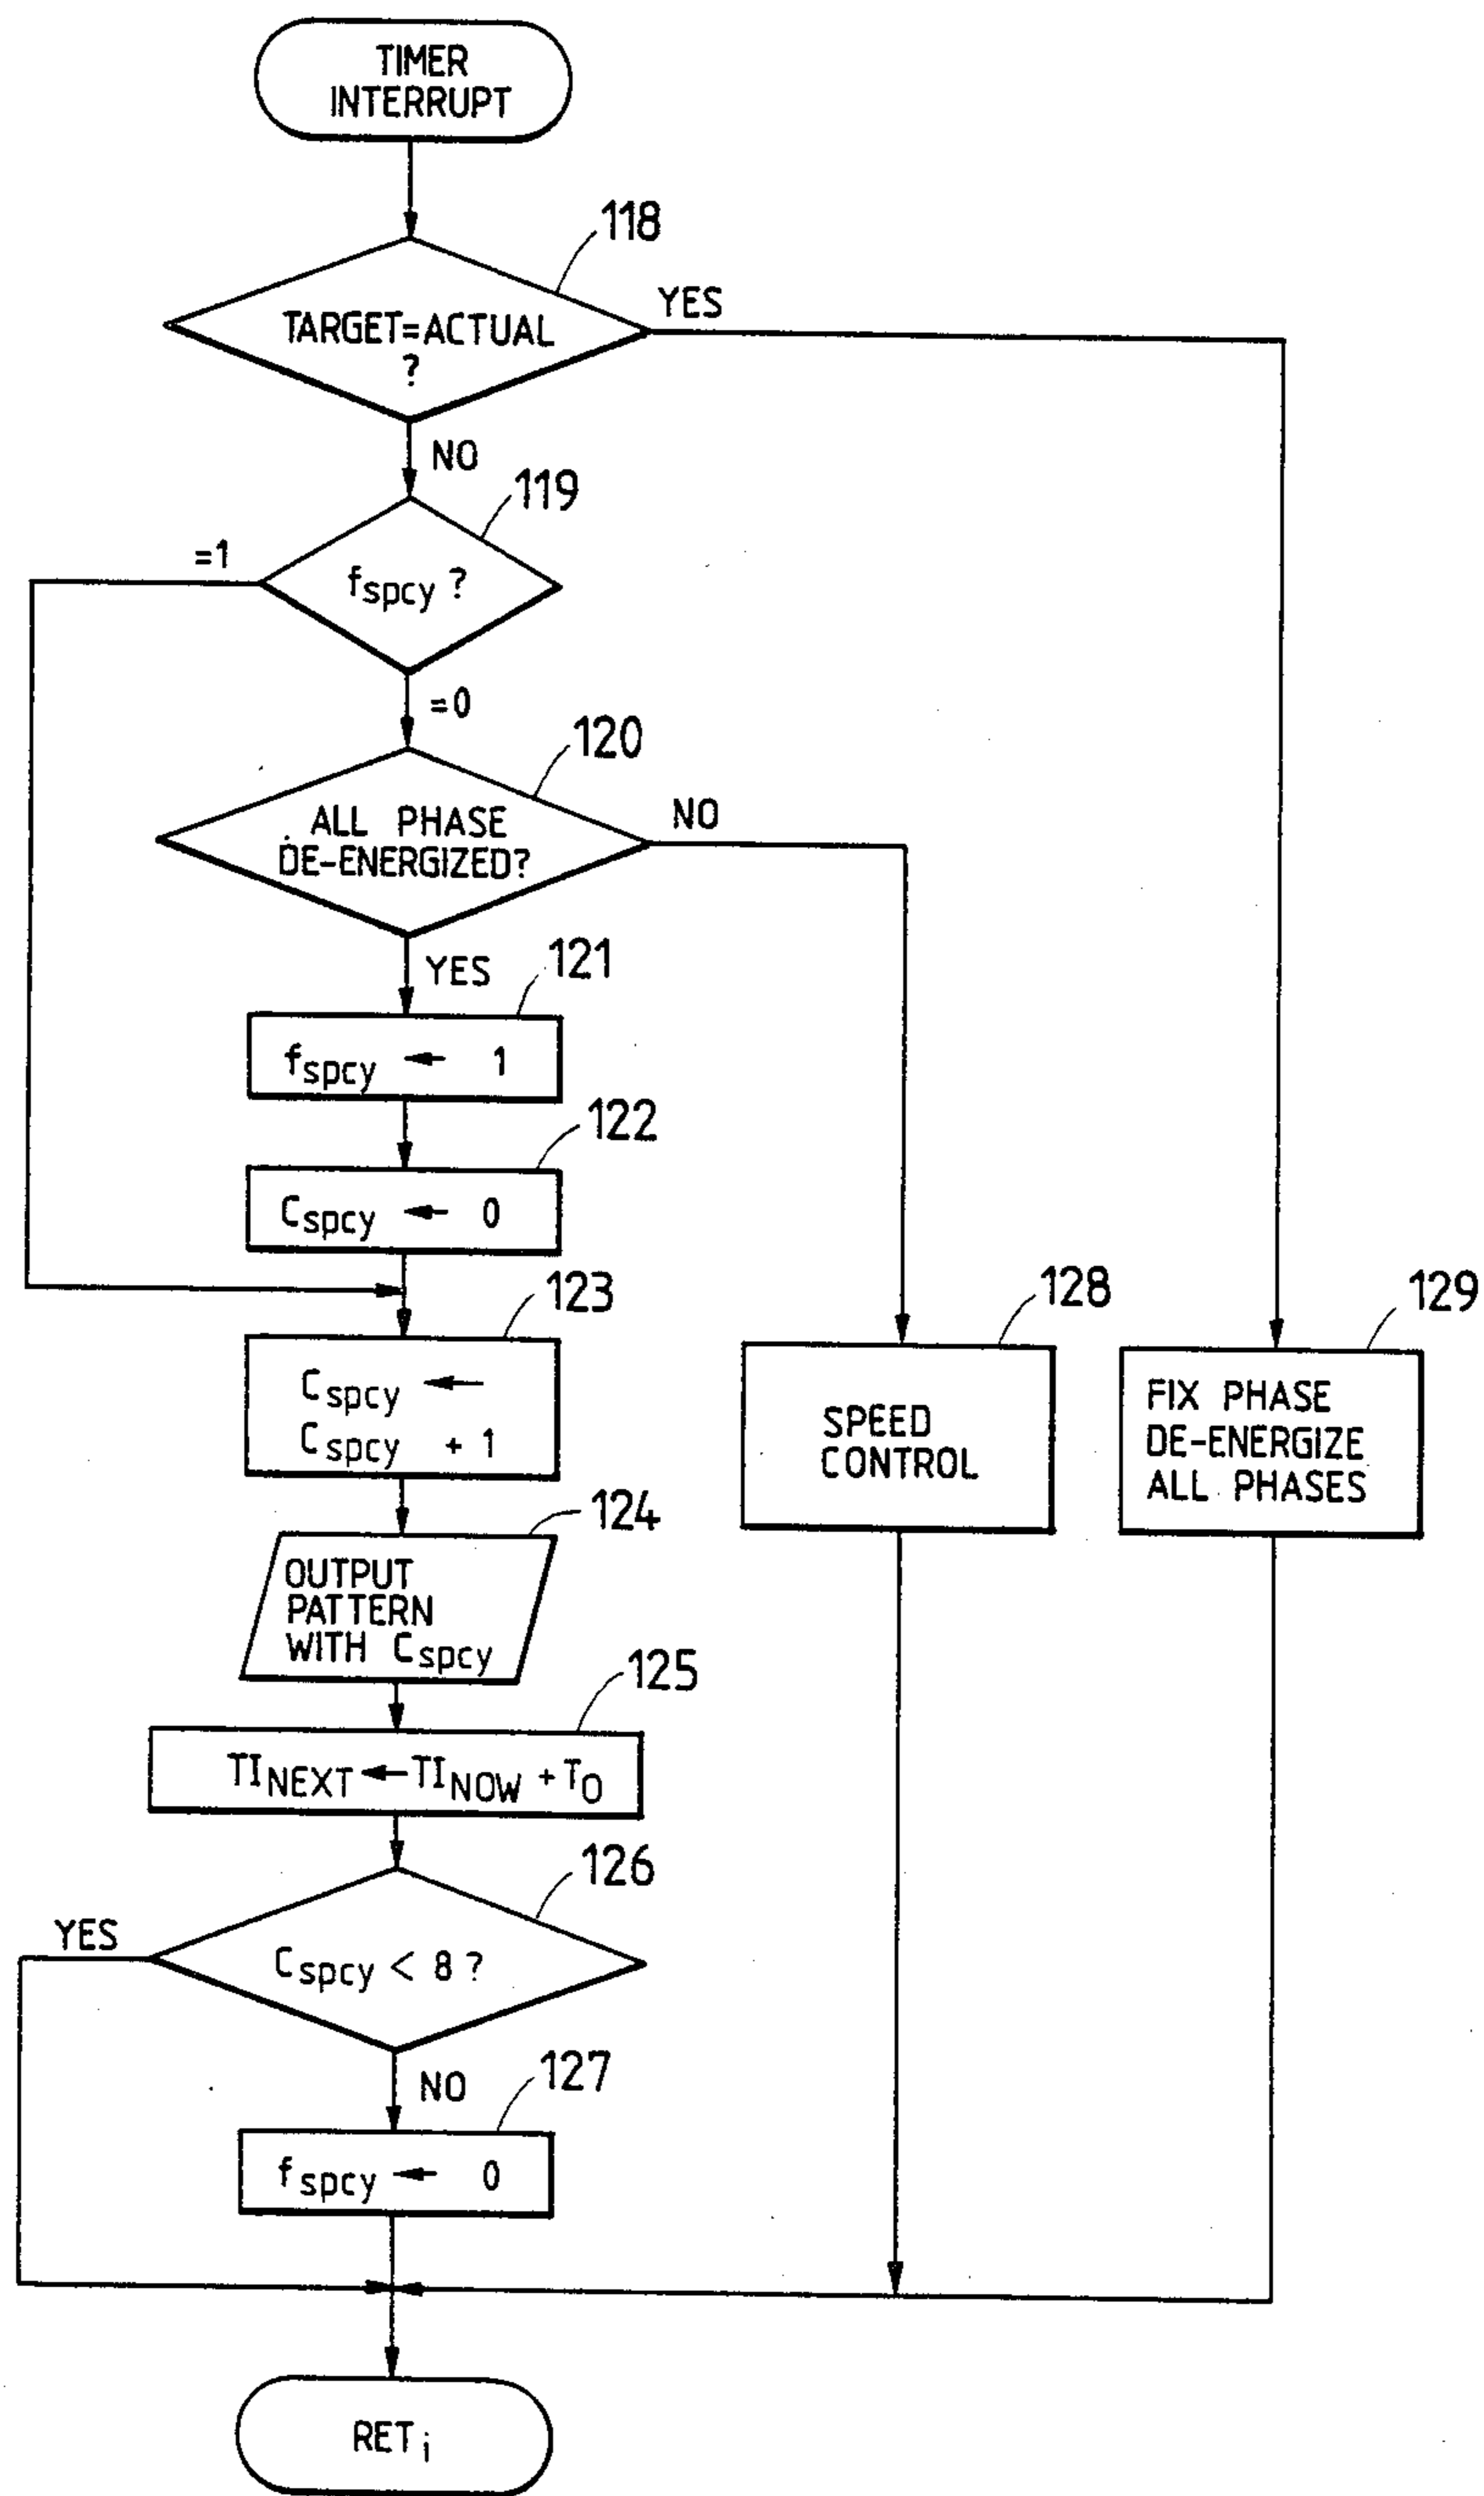 TIMER
INTERRUPT
118
YES
TARGET=ACTUAL
?
NO
119
=1
fspcy ?
=0
120
ALL PHASE
DE-ENERGIZED?
NO
YES
121
fspcy ← 1
122
Cspcy ← 0
123
Cspcy ←
Cspcy + 1
128
SPEED
CONTROL
129
FIX PHASE
DE-ENERGIZE
ALL PHASES
124
OUTPUT
PATTERN
WITH Cspcy
125
TINEXT ← TINOW + TO
126
YES
Cspcy < 8 ?
NO
127
fspcy ← 0
RETi